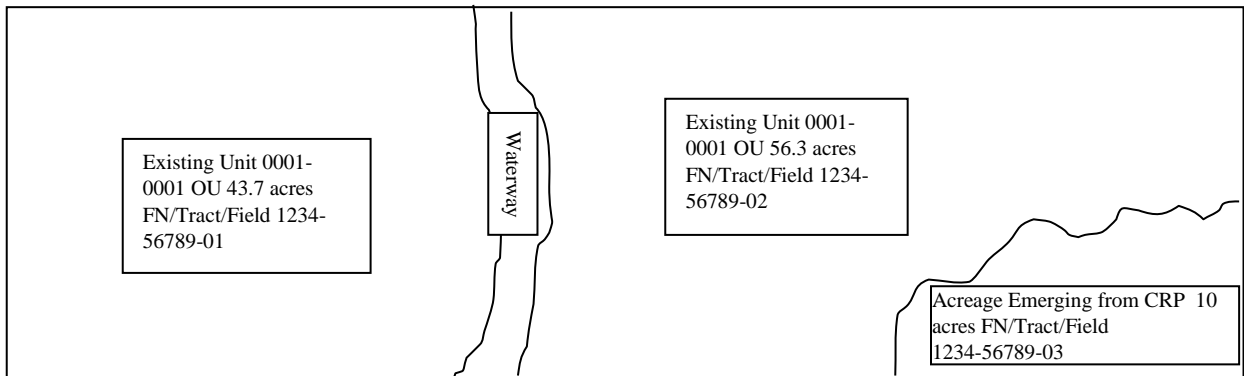 Existing Unit 0001-
0001 OU 43.7 acres
FN/Tract/Field 1234-
56789-01
Waterway
Existing Unit 0001-
0001 OU 56.3 acres
FN/Tract/Field 1234-
56789-02
Acreage Emerging from CRP 10
acres FN/Tract/Field
1234-56789-03